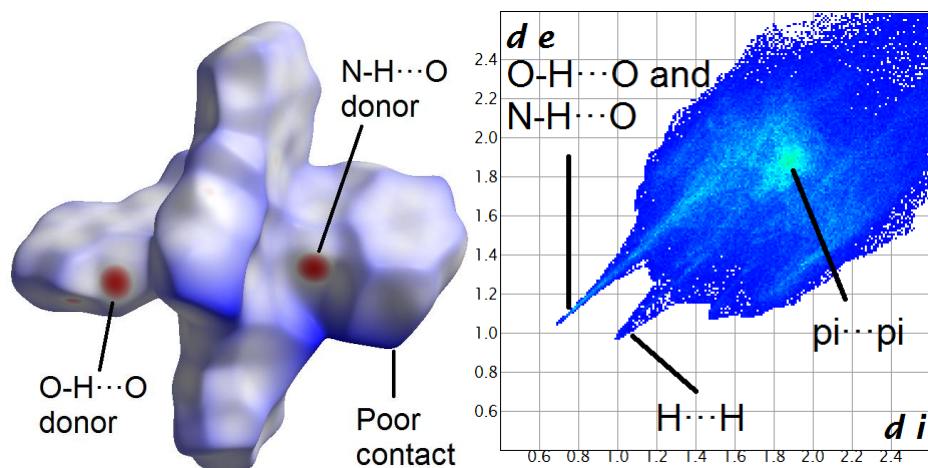 N-H···O
donor
O-H···O
donor
Poor
contact
d e
O-H···O and
N-H···O
pi···pi
H···H
d i
2.4
2.2
2.0
1.8
1.6
1.4
1.2
1.0
0.8
0.6
0.6 0.8 1.0 1.2 1.4 1.6 1.8 2.0 2.2 2.4